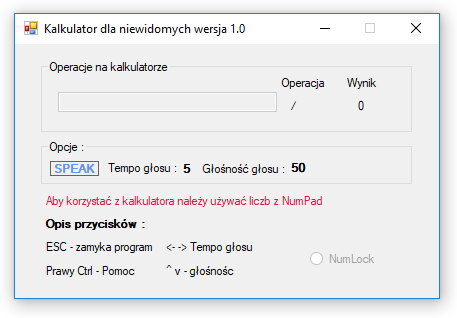 Kalkulator dla niewidomych wersja 1.0
Operacje na kalkulatorze
Operacja Wynik
/ 0
Opcje :
SPEAK Tempo głosu : 5 Głośność głosu : 50
Aby korzystać z kalkulatora należy używać liczb z NumPad
Opis przycisków :
ESC - zamyka program <- -> Tempo głosu
Prawy Ctrl - Pomoc ^ v - głośnośc
NumLock